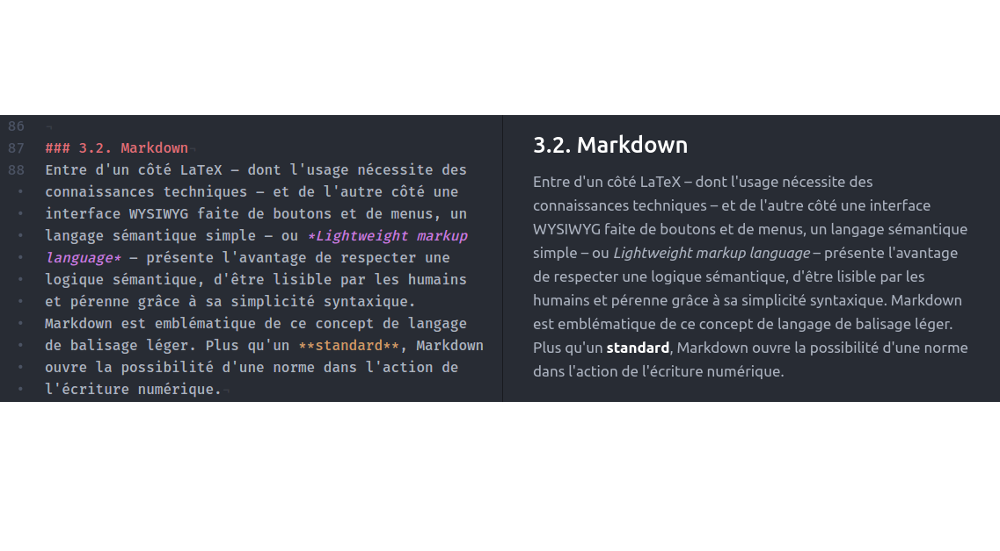 86
87 ### 3.2. Markdown
88 Entre d'un côté LaTeX – dont l'usage nécessite des
connaissances techniques – et de l'autre côté une
interface WYSIWYG faite de boutons et de menus, un
langage sémantique simple – ou *Lightweight markup
language* – présente l'avantage de respecter une
logique sémantique, d'être lisible par les humains
et pérenne grâce à sa simplicité syntaxique.
Markdown est emblématique de ce concept de langage
de balisage léger. Plus qu'un **standard**, Markdown
ouvre la possibilité d'une norme dans l'action de
l'écriture numérique.
3.2. Markdown
Entre d'un côté LaTeX – dont l'usage nécessite des
connaissances techniques – et de l'autre côté une interface
WYSIWYG faite de boutons et de menus, un langage sémantique
simple – ou Lightweight markup language – présente l'avantage
de respecter une logique sémantique, d'être lisible par les
humains et pérenne grâce à sa simplicité syntaxique. Markdown
est emblématique de ce concept de langage de balisage léger.
Plus qu'un standard, Markdown ouvre la possibilité d'une norme
dans l'action de l'écriture numérique.